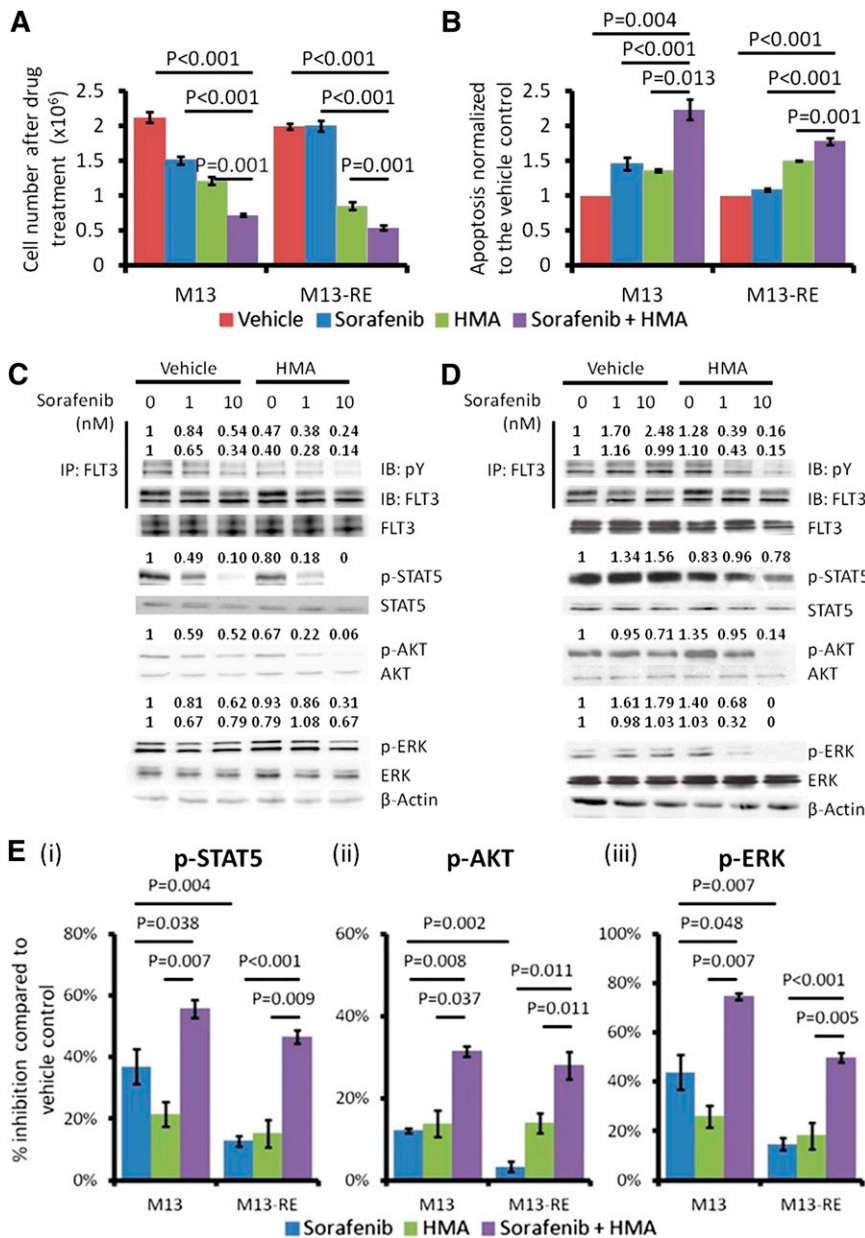 A
B
P<0.001
P<0.001
P=0.001
P<0.001
P<0.001
P=0.001
Cell number after drug
treatment (x10⁶)
2.5
2
1.5
1
0.5
0
M13
M13-RE
P=0.004
P<0.001
P=0.013
P<0.001
P<0.001
P=0.001
Apoptosis normalized
to the vehicle control
2.5
2
1.5
1
0.5
0
M13
M13-RE
Vehicle Sorafenib HMA Sorafenib + HMA
C
Vehicle HMA
Sorafenib 0 1 10 0 1 10
(nM)
1 0.84 0.54 0.47 0.38 0.24
1 0.65 0.34 0.40 0.28 0.14
IP: FLT3
IB: pY
IB: FLT3
FLT3
1 0.49 0.10 0.80 0.18 0
p-STAT5
STAT5
1 0.59 0.52 0.67 0.22 0.06
p-AKT
AKT
1 0.81 0.62 0.93 0.86 0.31
1 0.67 0.79 0.79 1.08 0.67
p-ERK
ERK
β-Actin
D
Vehicle HMA
Sorafenib 0 1 10 0 1 10
(nM)
1 1.70 2.48 1.28 0.39 0.16
1 1.16 0.99 1.10 0.43 0.15
IP: FLT3
IB: pY
IB: FLT3
FLT3
1 1.34 1.56 0.83 0.96 0.78
p-STAT5
STAT5
1 0.95 0.71 1.35 0.95 0.14
p-AKT
AKT
1 1.61 1.79 1.40 0.68 0
1 0.98 1.03 1.03 0.32 0
p-ERK
ERK
β-Actin
E (i) p-STAT5
P=0.004
P=0.038
P=0.007
P<0.001
P=0.009
% inhibition compared to
vehicle control
80%
60%
40%
20%
0%
M13
M13-RE
(ii) p-AKT
P=0.002
P=0.008
P=0.037
P=0.011
P=0.011
60%
40%
20%
0%
M13
M13-RE
(iii) p-ERK
P=0.007
P=0.048
P=0.007
P<0.001
P=0.005
100%
80%
60%
40%
20%
0%
M13
M13-RE
Sorafenib HMA Sorafenib + HMA